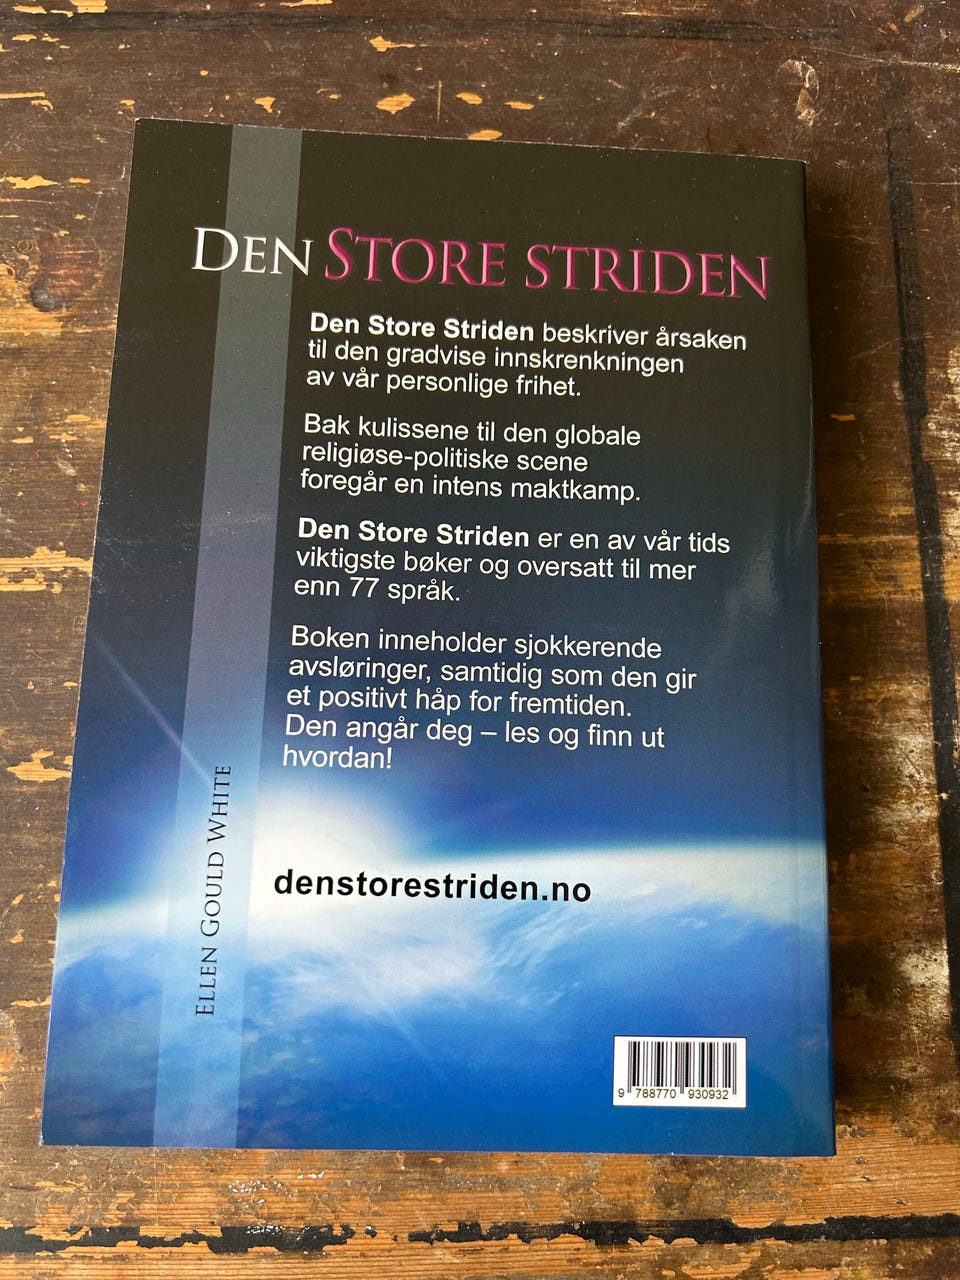 DEN STORE STRIDEN
Den Store Striden beskriver årsaken
til den gradvise innskrenkningen
av vår personlige frihet.
Bak kulissene til den globale
religiøse-politiske scene
foregår en intens maktkamp.
Den Store Striden er en av vår tids
viktigste bøker og oversatt til mer
enn 77 språk.
Boken inneholder sjokkerende
avsløringer, samtidig som den gir
et positivt håp for fremtiden.
Den angår deg – les og finn ut
hvordan!
ELLEN GOULD WHITE
denstorestriden.no
9 788770 930932